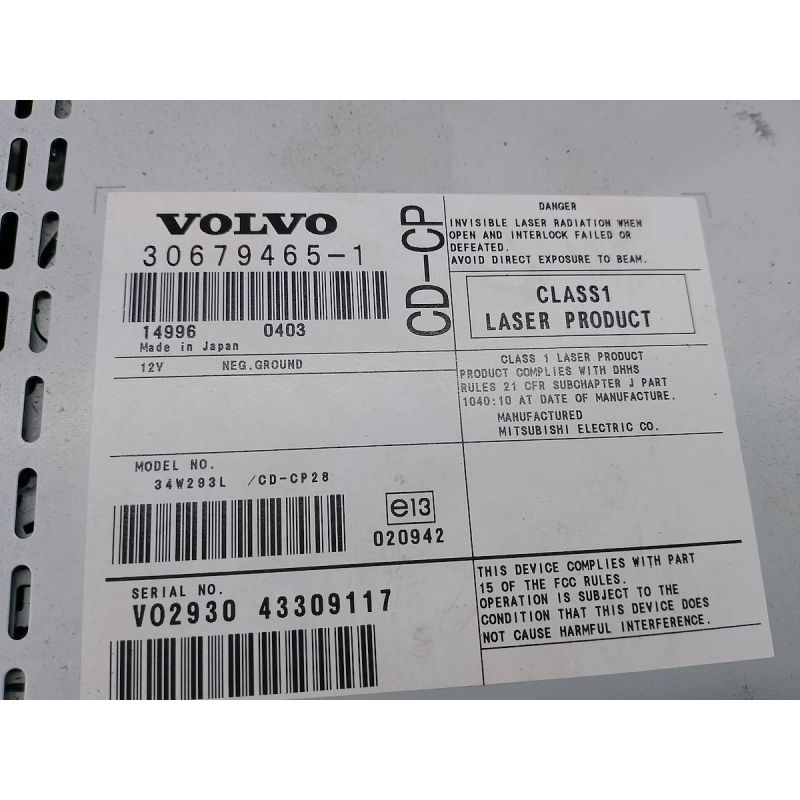 VOLVO
30679465-1
14996 0403
Made in Japan
CD-CP
DANGER
INVISIBLE LASER RADIATION WHEN
OPEN AND INTERLOCK FAILED OR
DEFEATED.
AVOID DIRECT EXPOSURE TO BEAM.
CLASS1
LASER PRODUCT
12V NEG.GROUND
CLASS 1 LASER PRODUCT
PRODUCT COMPLIES WITH DHHS
RULES 21 CFR SUBCHAPTER J PART
1040:10 AT DATE OF MANUFACTURE.
MANUFACTURED
MITSUBISHI ELECTRIC CO.
MODEL NO.
34W293L /CD-CP28
e13
020942
SERIAL NO.
VO2930 43309117
THIS DEVICE COMPLIES WITH PART
15 OF THE FCC RULES.
OPERATION IS SUBJECT TO THE
CONDITION THAT THIS DEVICE DOES
NOT CAUSE HARMFUL INTERFERENCE.